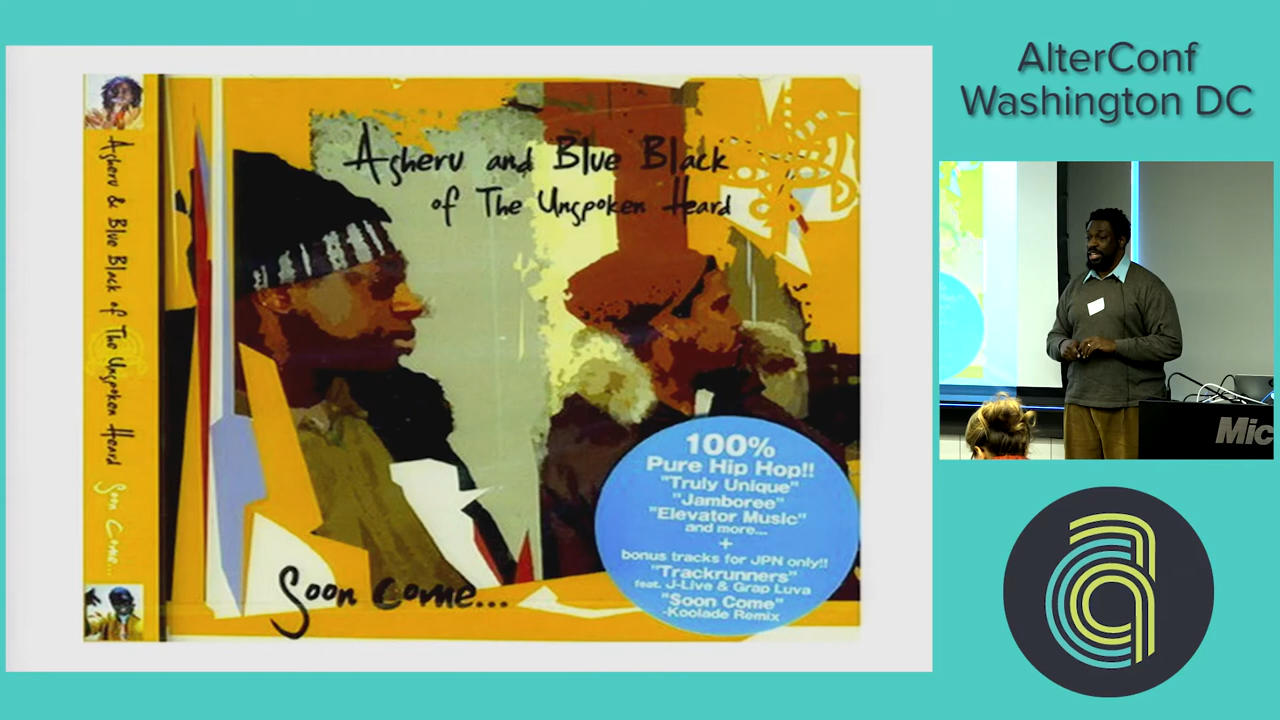 AlterConf
Washington DC
Asheru & Blue Black of The Unspoken Heard Soon Come...
Asheru and Blue Black
of The Unspoken Heard
100%
Pure Hip Hop!!
"Truly Unique"
"Jamboree"
"Elevator Music"
and more...
+
bonus tracks for JPN only!!
"Trackrunners"
feat. J-Live & Grap Luva
"Soon Come"
-Koolade Remix
Soon Come...
Mic